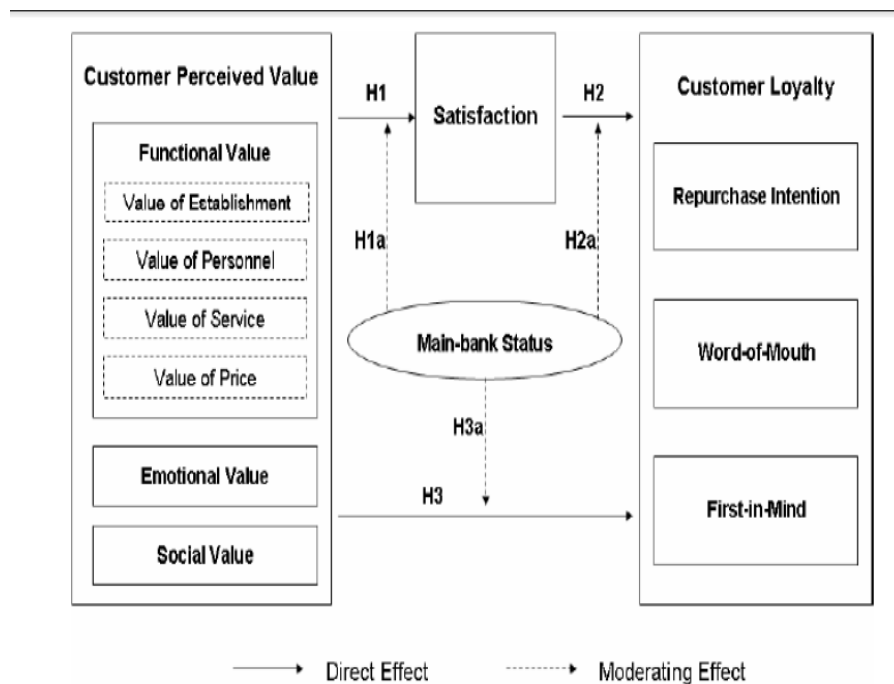 Customer Perceived Value
Functional Value
Value of Establishment
Value of Personnel
Value of Service
Value of Price
Emotional Value
Social Value
H1
Satisfaction
H2
H1a
H2a
Main-bank Status
H3a
H3
Customer Loyalty
Repurchase Intention
Word-of-Mouth
First-in-Mind
Direct Effect
Moderating Effect